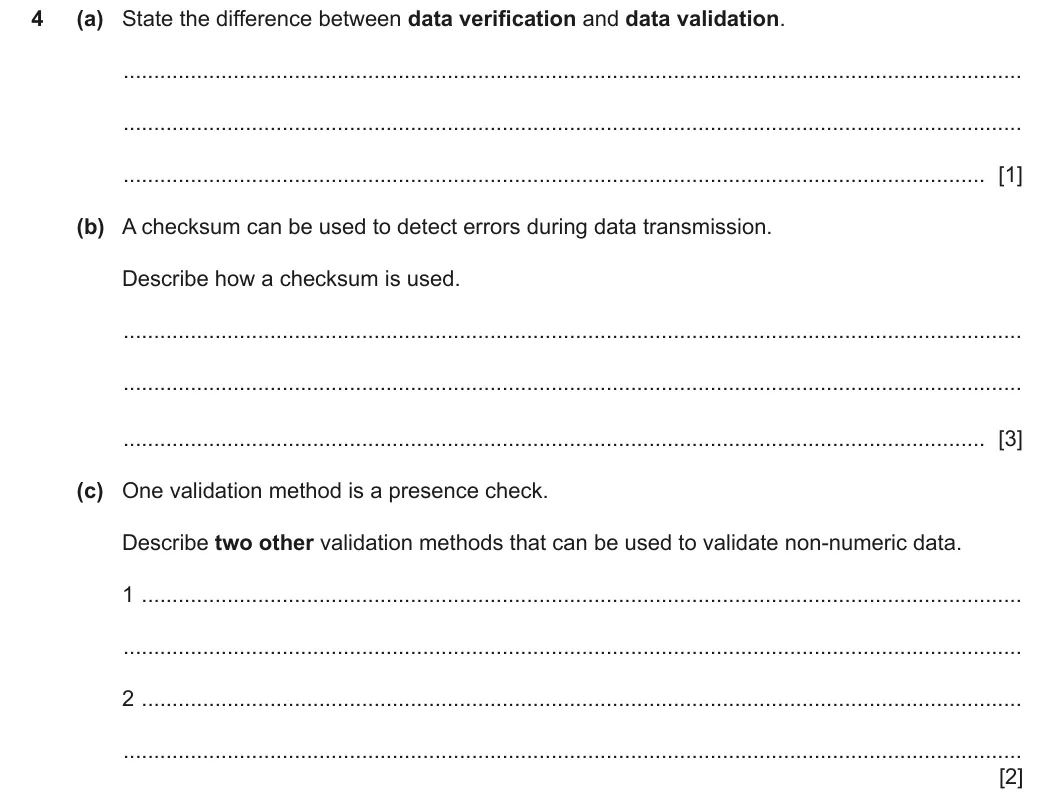 4 (a) State the difference between data verification and data validation.
[1]
(b) A checksum can be used to detect errors during data transmission.
Describe how a checksum is used.
[3]
(c) One validation method is a presence check.
Describe two other validation methods that can be used to validate non-numeric data.
1
2
[2]